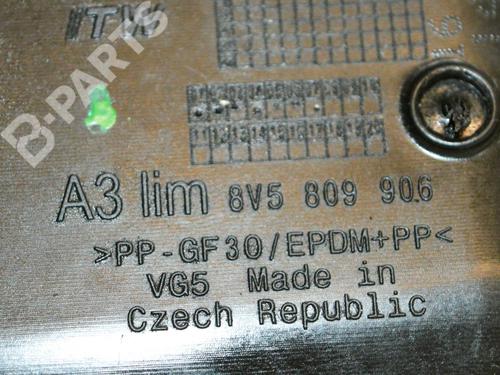 ITW
B-PARTS
A3 lim 8V5 809 906
>PP-GF30/EPDM+PP<
VG5 Made in
Czech Republic